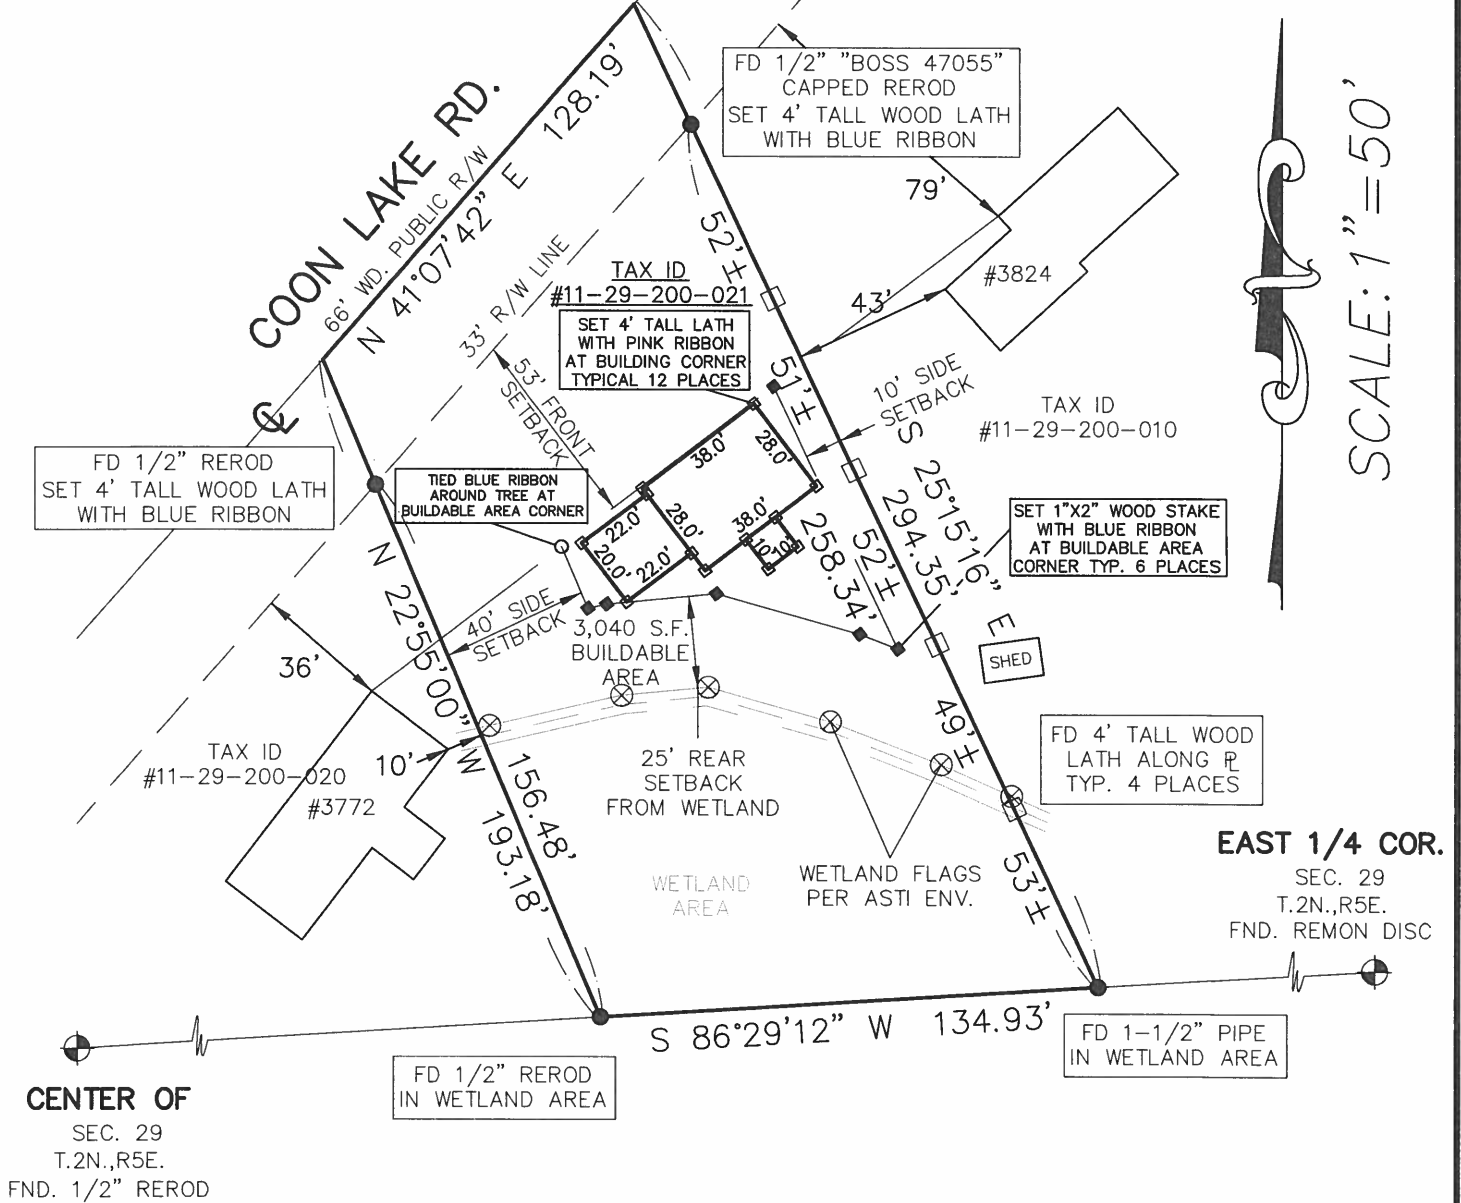 FD 1/2" "BOSS 47055"
CAPPED REROD
SET 4' TALL WOOD LATH
WITH BLUE RIBBON
SCALE: 1"=50'
COON LAKE RD.
66' WD. PUBLIC R/W
N 41°07'42" E 128.19'
33' R/W LINE
53' FRONT
SETBACK
79'
#3824
43'
52'±
TAX ID
#11-29-200-021
SET 4' TALL LATH
WITH PINK RIBBON
AT BUILDING CORNER
TYPICAL 12 PLACES
51'±
10' SIDE
SETBACK
TAX ID
#11-29-200-010
℄
FD 1/2" REROD
SET 4' TALL WOOD LATH
WITH BLUE RIBBON
TIED BLUE RIBBON
AROUND TREE AT
BUILDABLE AREA CORNER
38.0'
28.0'
22.0'
28.0'
38.0'
20.0'
22.0'
10'
10'
S 25°15'16" E
294.35'
258.34'
52'±
SET 1"X2" WOOD STAKE
WITH BLUE RIBBON
AT BUILDABLE AREA
CORNER TYP. 6 PLACES
N 22°55'00" W
156.48'
193.18'
40' SIDE
SETBACK
3,040 S.F.
BUILDABLE
AREA
SHED
36'
TAX ID
#11-29-200-020
#3772
10'
25' REAR
SETBACK
FROM WETLAND
49'±
FD 4' TALL WOOD
LATH ALONG ⅊
TYP. 4 PLACES
WETLAND
AREA
WETLAND FLAGS
PER ASTI ENV.
53'±
EAST 1/4 COR.
SEC. 29
T.2N.,R5E.
FND. REMON DISC
S 86°29'12" W 134.93'
FD 1-1/2" PIPE
IN WETLAND AREA
FD 1/2" REROD
IN WETLAND AREA
CENTER OF
SEC. 29
T.2N.,R5E.
FND. 1/2" REROD